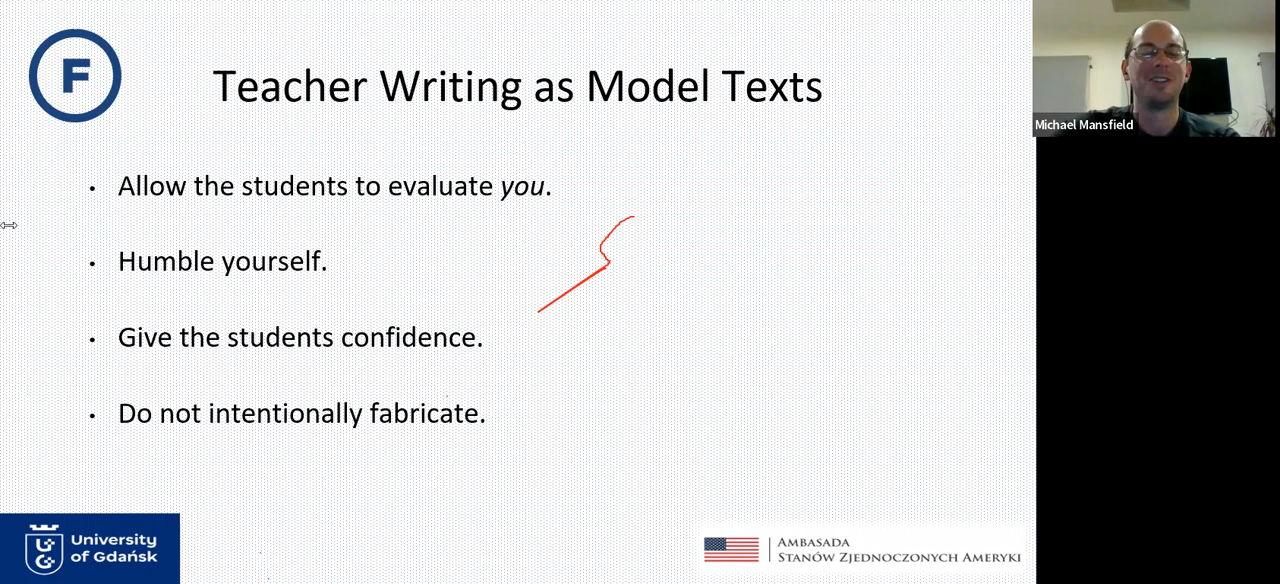 F
Teacher Writing as Model Texts
Michael Mansfield
• Allow the students to evaluate you.
• Humble yourself.
• Give the students confidence.
• Do not intentionally fabricate.
University
of Gdańsk
UG
AMBASADA
STANÓW ZJEDNOCZONYCH AMERYKI